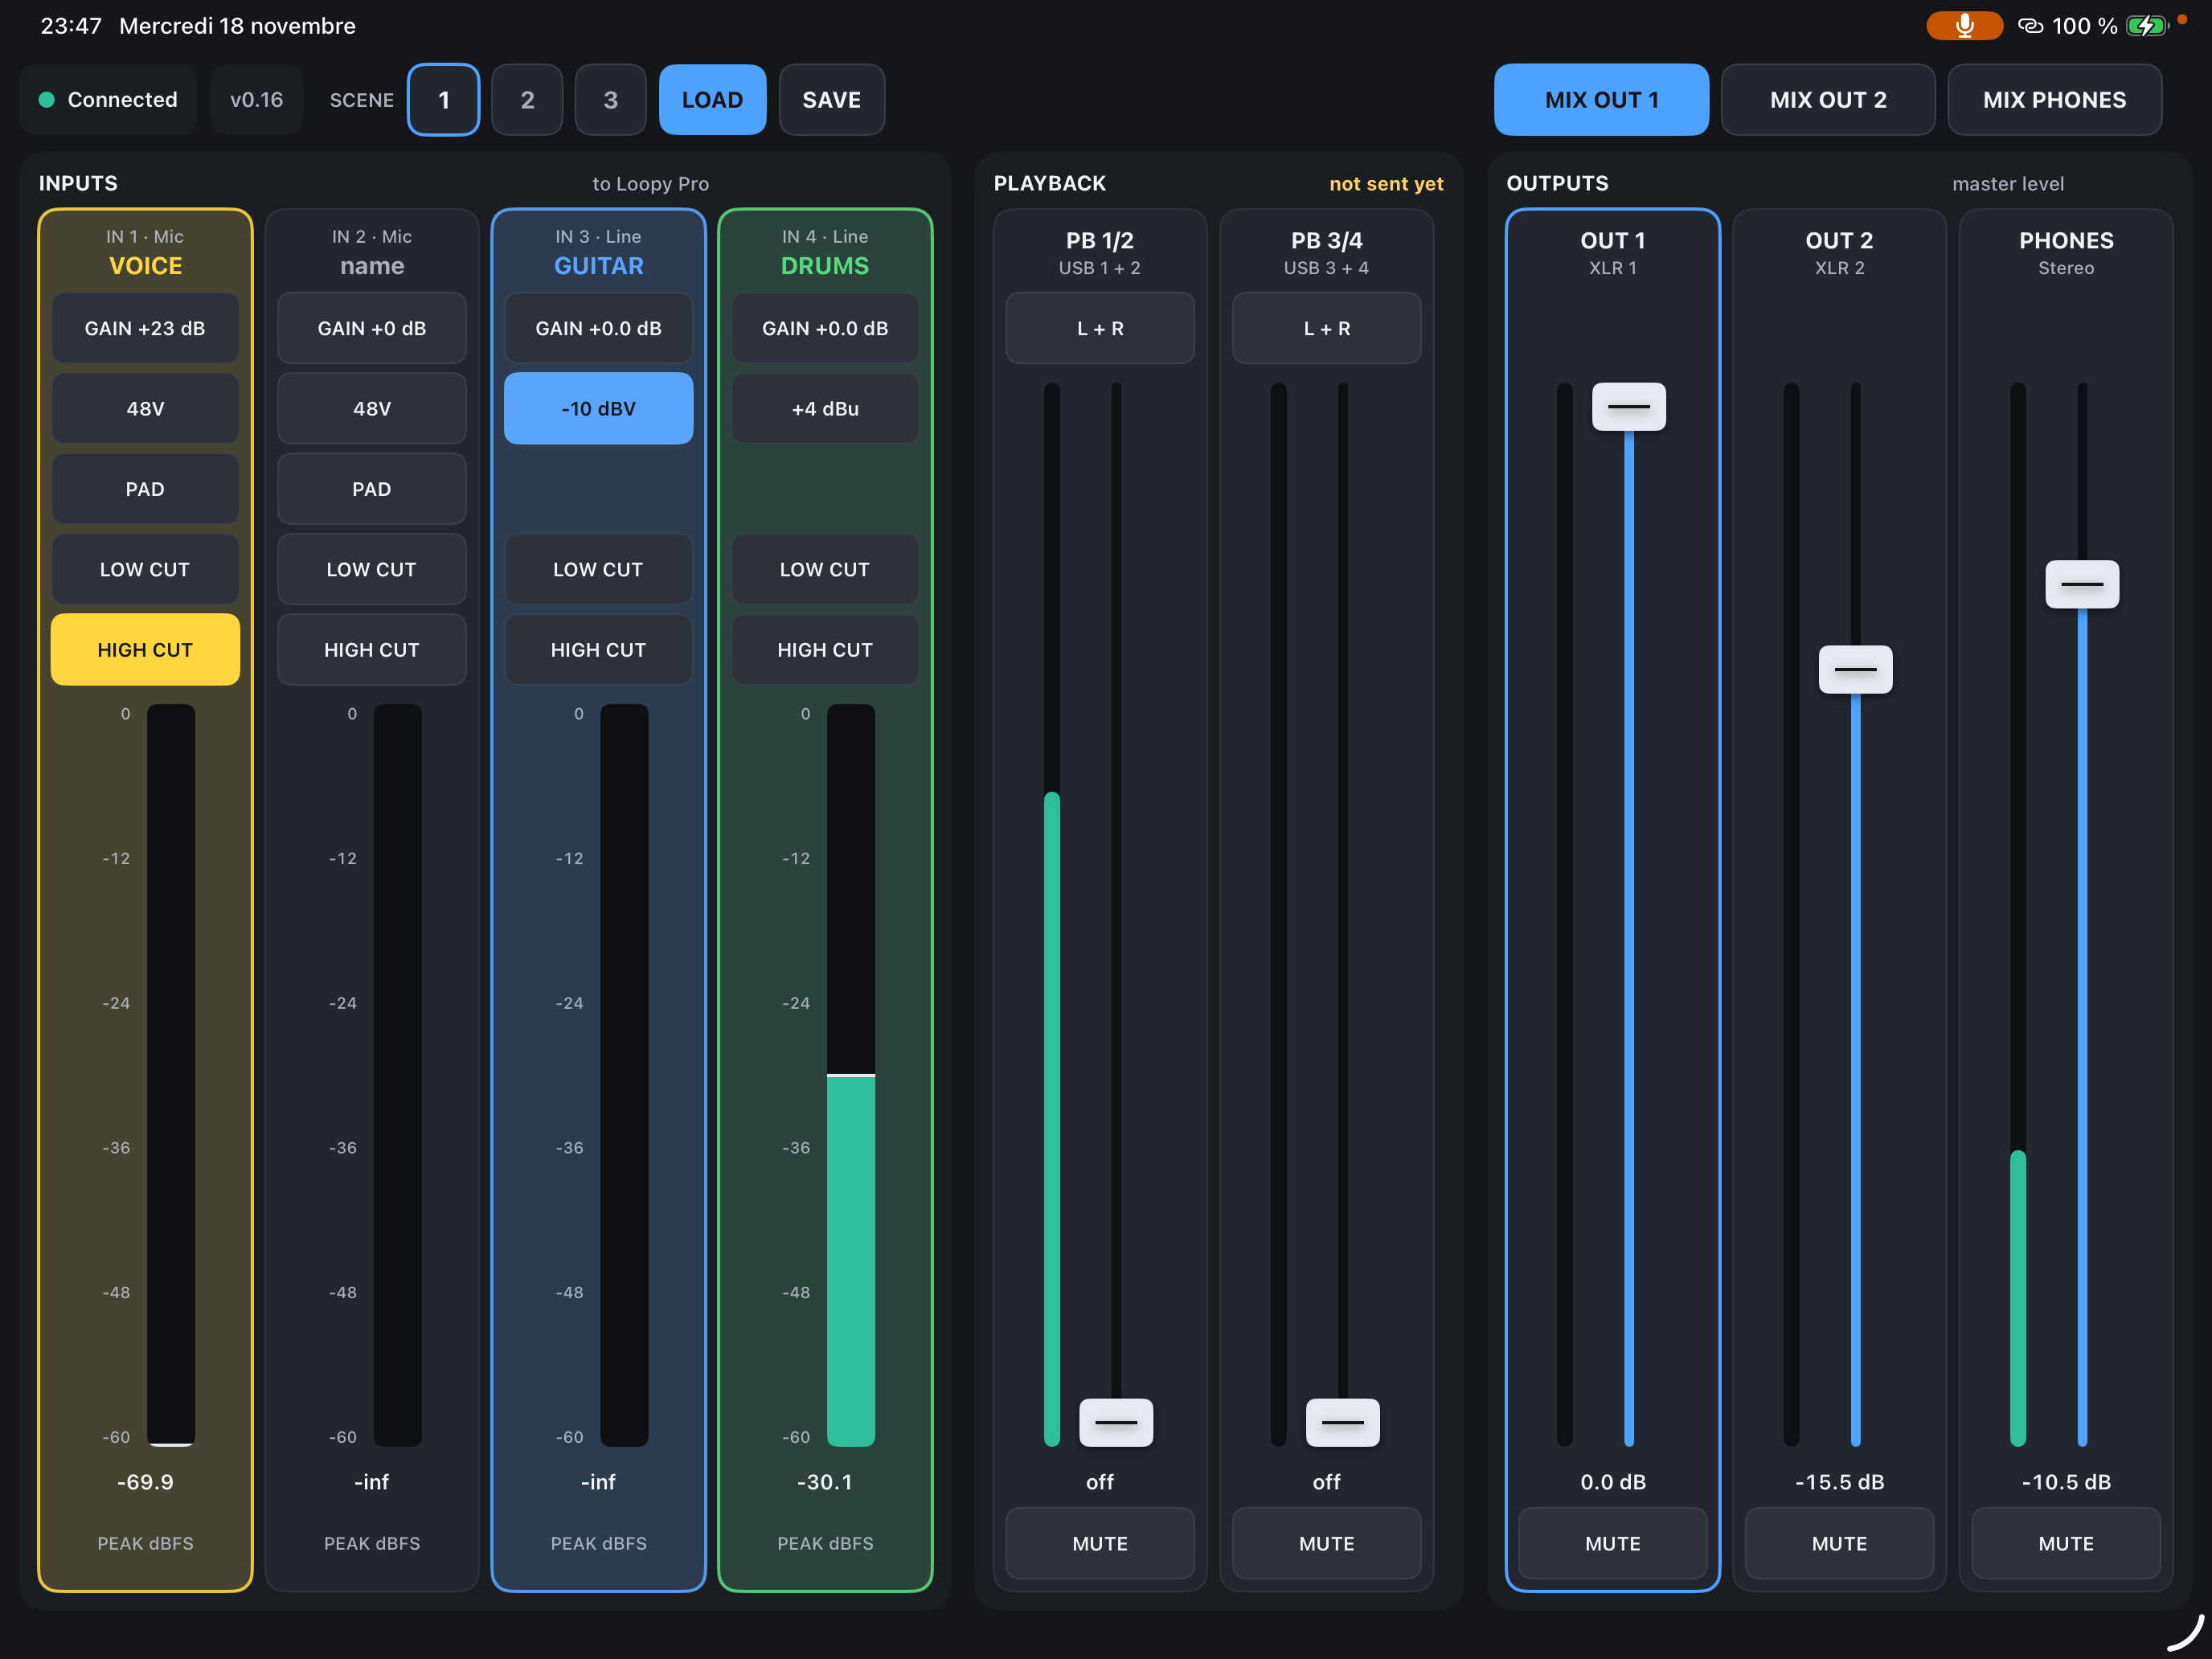 23:47 Mercredi 18 novembre
100 %
Connected
v0.16
SCENE
1
2
3
LOAD
SAVE
MIX OUT 1
MIX OUT 2
MIX PHONES
INPUTS
to Loopy Pro
IN 1 · Mic
VOICE
GAIN +23 dB
48V
PAD
LOW CUT
HIGH CUT
0
-12
-24
-36
-48
-60
-69.9
PEAK dBFS
IN 2 · Mic
name
GAIN +0 dB
48V
PAD
LOW CUT
HIGH CUT
0
-12
-24
-36
-48
-60
-inf
PEAK dBFS
IN 3 · Line
GUITAR
GAIN +0.0 dB
-10 dBV
LOW CUT
HIGH CUT
0
-12
-24
-36
-48
-60
-inf
PEAK dBFS
IN 4 · Line
DRUMS
GAIN +0.0 dB
+4 dBu
LOW CUT
HIGH CUT
0
-12
-24
-36
-48
-60
-30.1
PEAK dBFS
PLAYBACK
not sent yet
PB 1/2
USB 1 + 2
L + R
off
MUTE
PB 3/4
USB 3 + 4
L + R
off
MUTE
OUTPUTS
master level
OUT 1
XLR 1
0.0 dB
MUTE
OUT 2
XLR 2
-15.5 dB
MUTE
PHONES
Stereo
-10.5 dB
MUTE